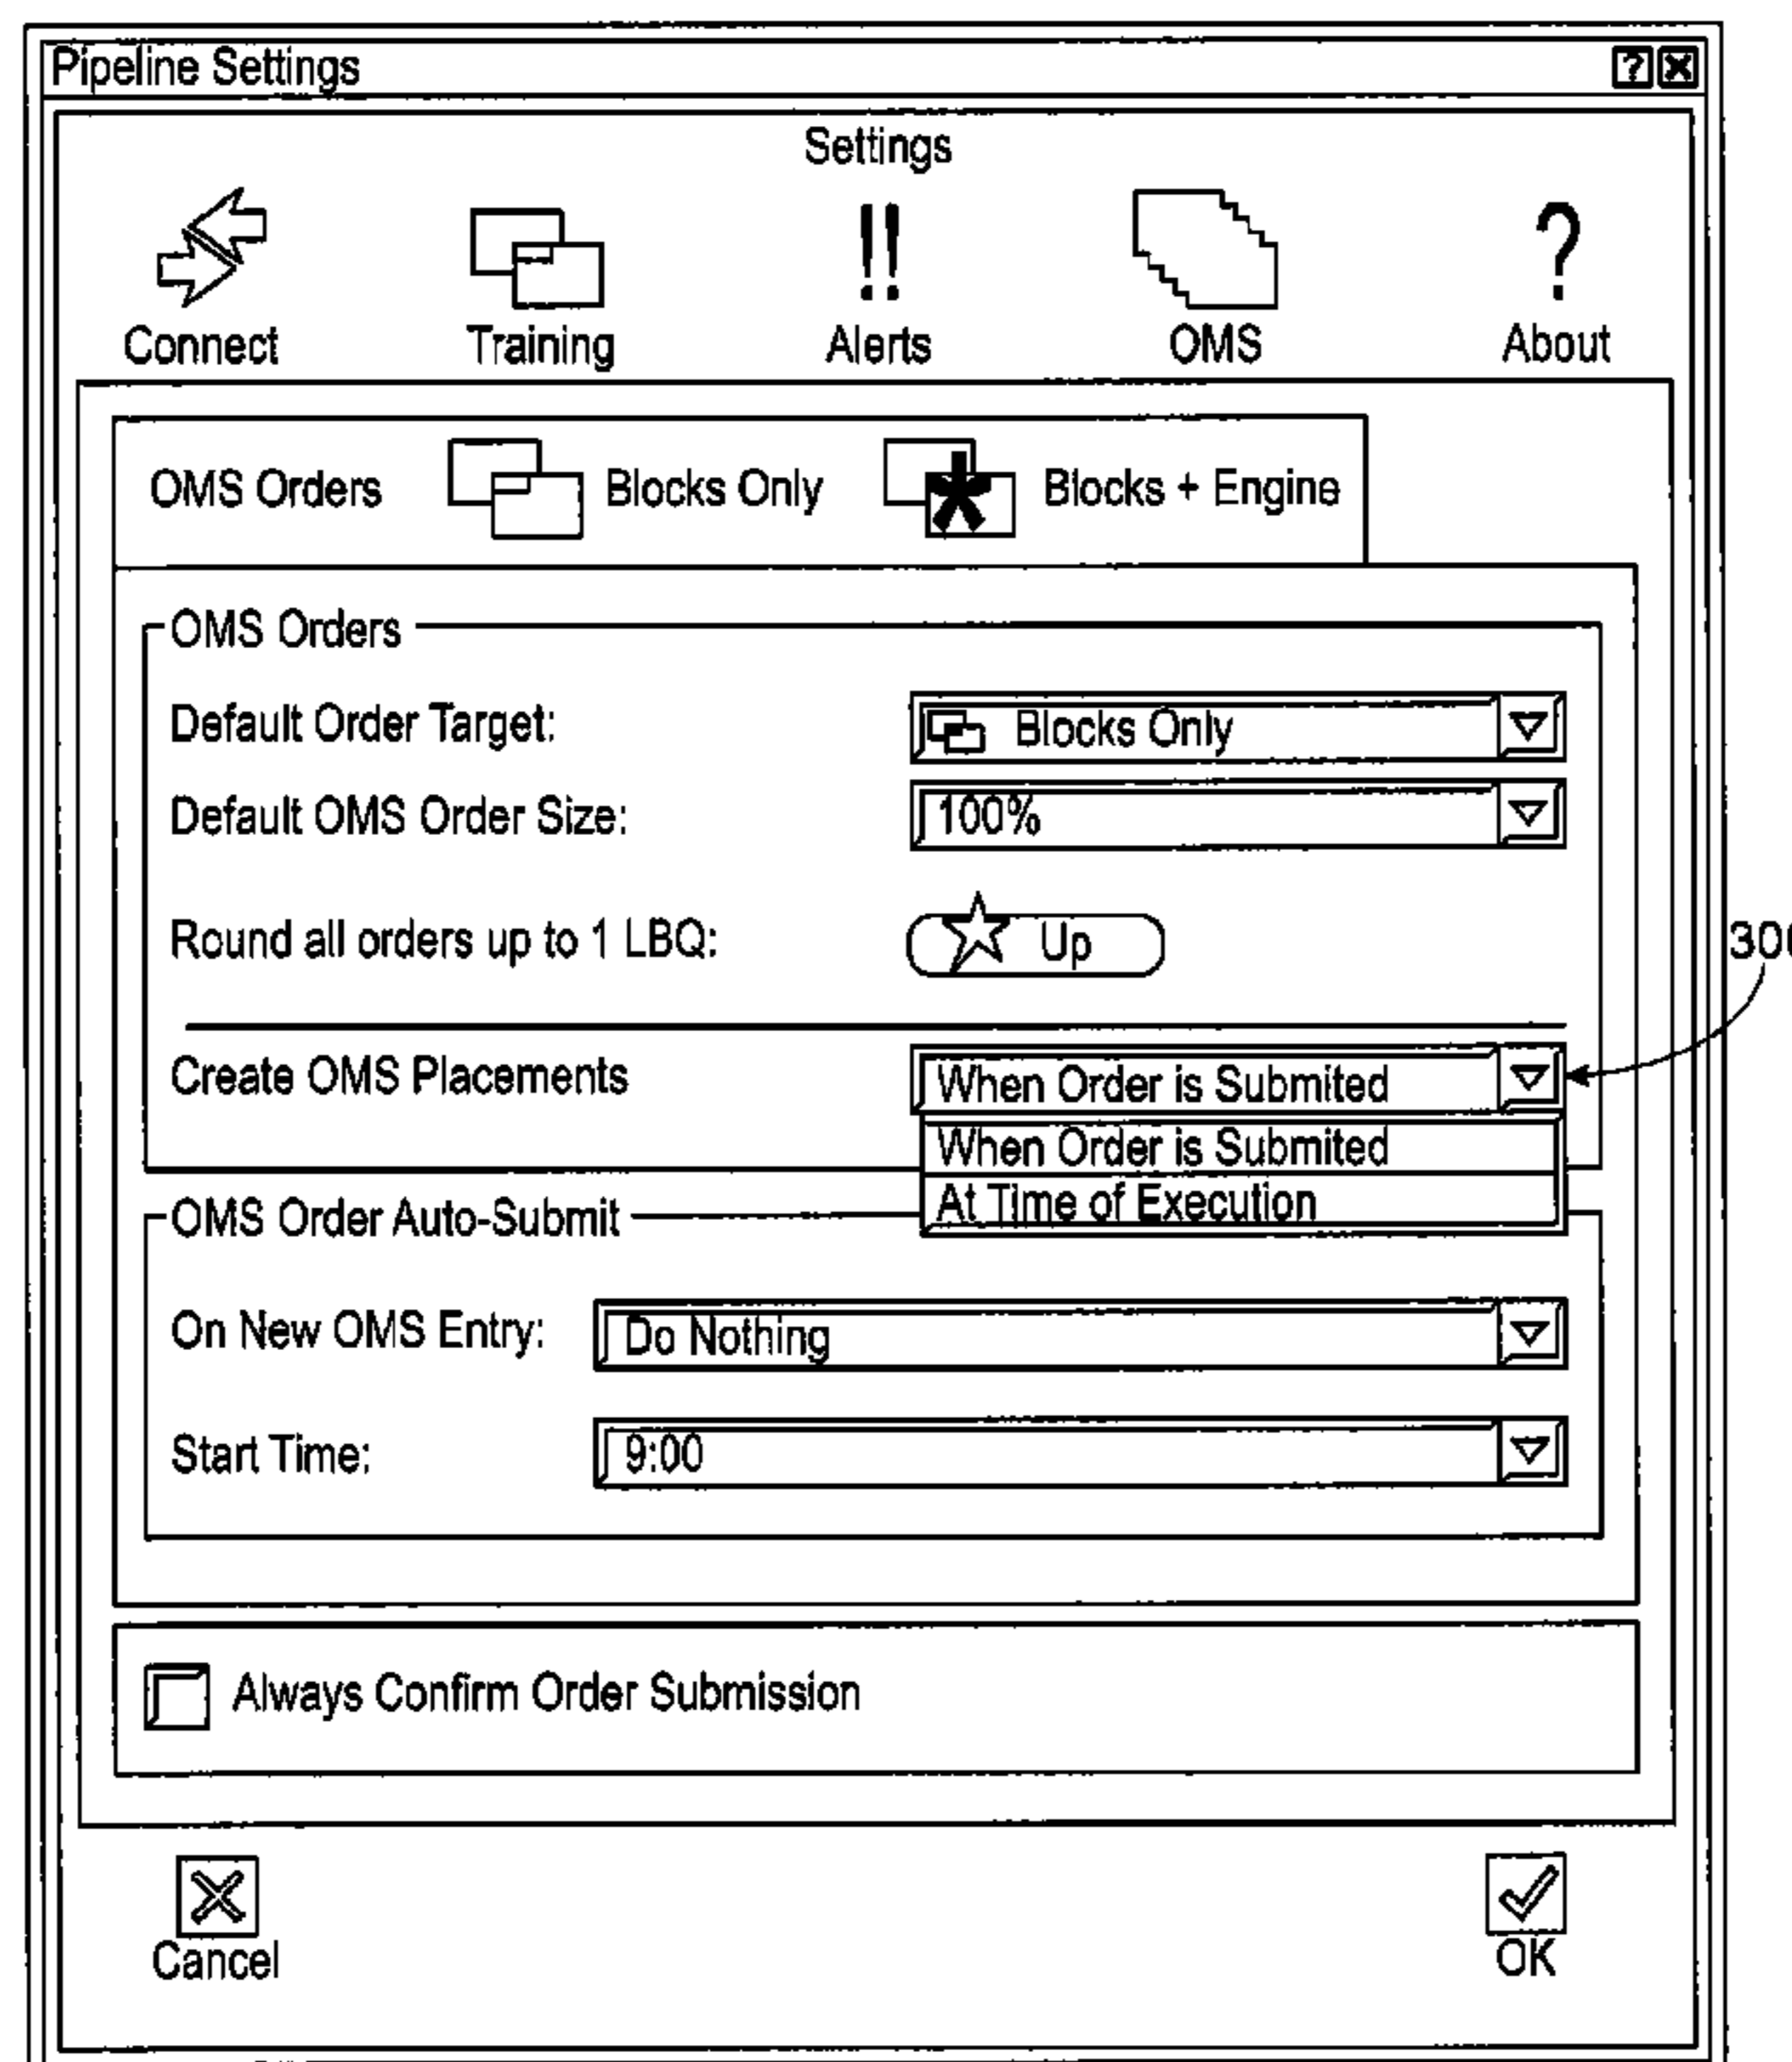 Pipeline Settings ? X
Settings
!! ?
Connect Training Alerts OMS About
OMS Orders Blocks Only Blocks + Engine
OMS Orders
Default Order Target: Blocks Only
Default OMS Order Size: 100%
Round all orders up to 1 LBQ: Up
Create OMS Placements When Order is Submited
When Order is Submited
At Time of Execution
OMS Order Auto-Submit
On New OMS Entry: Do Nothing
Start Time: 9:00
Always Confirm Order Submission
Cancel OK